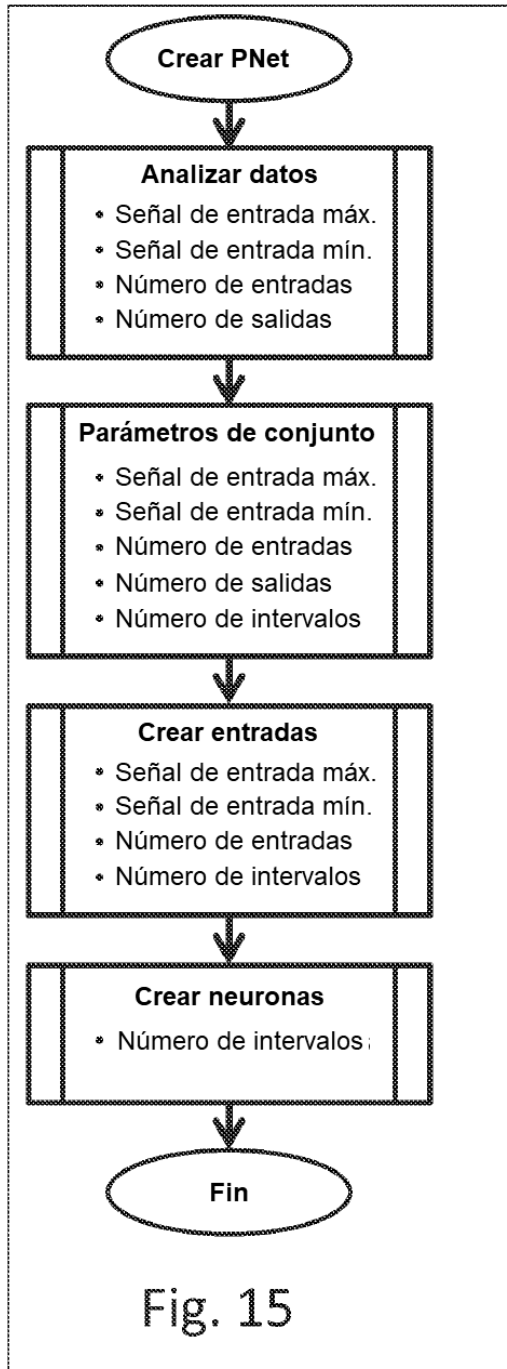 Crear PNet
Analizar datos
• Señal de entrada máx.
• Señal de entrada mín.
• Número de entradas
• Número de salidas
Parámetros de conjunto
• Señal de entrada máx.
• Señal de entrada mín.
• Número de entradas
• Número de salidas
• Número de intervalos
Crear entradas
• Señal de entrada máx.
• Señal de entrada mín.
• Número de entradas
• Número de intervalos
Crear neuronas
• Número de intervalos
Fin
Fig. 15